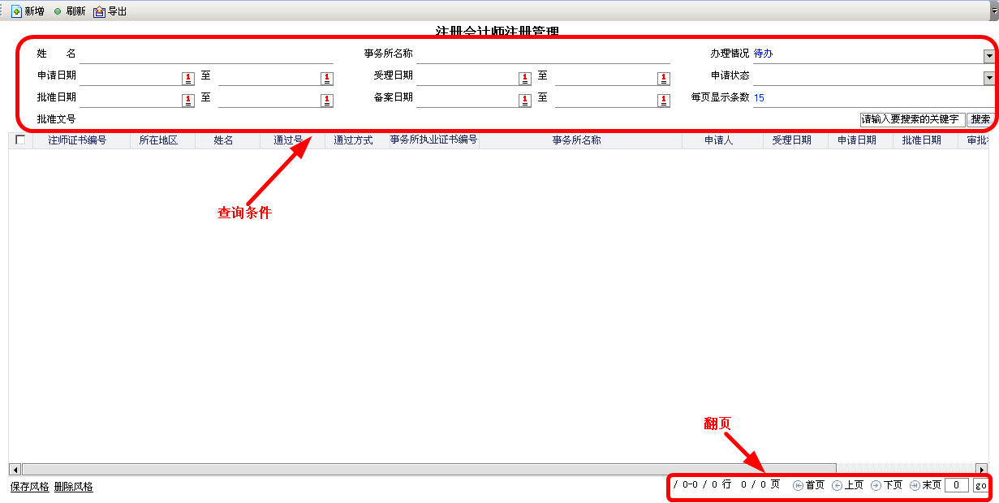 新增 刷新 导出
注册会计师注册管理
姓 名 事务所名称 办理情况 待办
申请日期 1 至 1 受理日期 1 至 1 申请状态
批准日期 1 至 1 备案日期 1 至 1 每页显示条数 15
批准文号 请输入要搜索的关键字 搜索
注师证书编号 所在地区 姓名 通过号 通过方式 事务所执业证书编号 事务所名称 申请人 受理日期 申请日期 批准日期 审批
查询条件
翻页
保存风格 删除风格 / 0-0 / 0 行 0 / 0 页 首页 上页 下页 末页 0 go